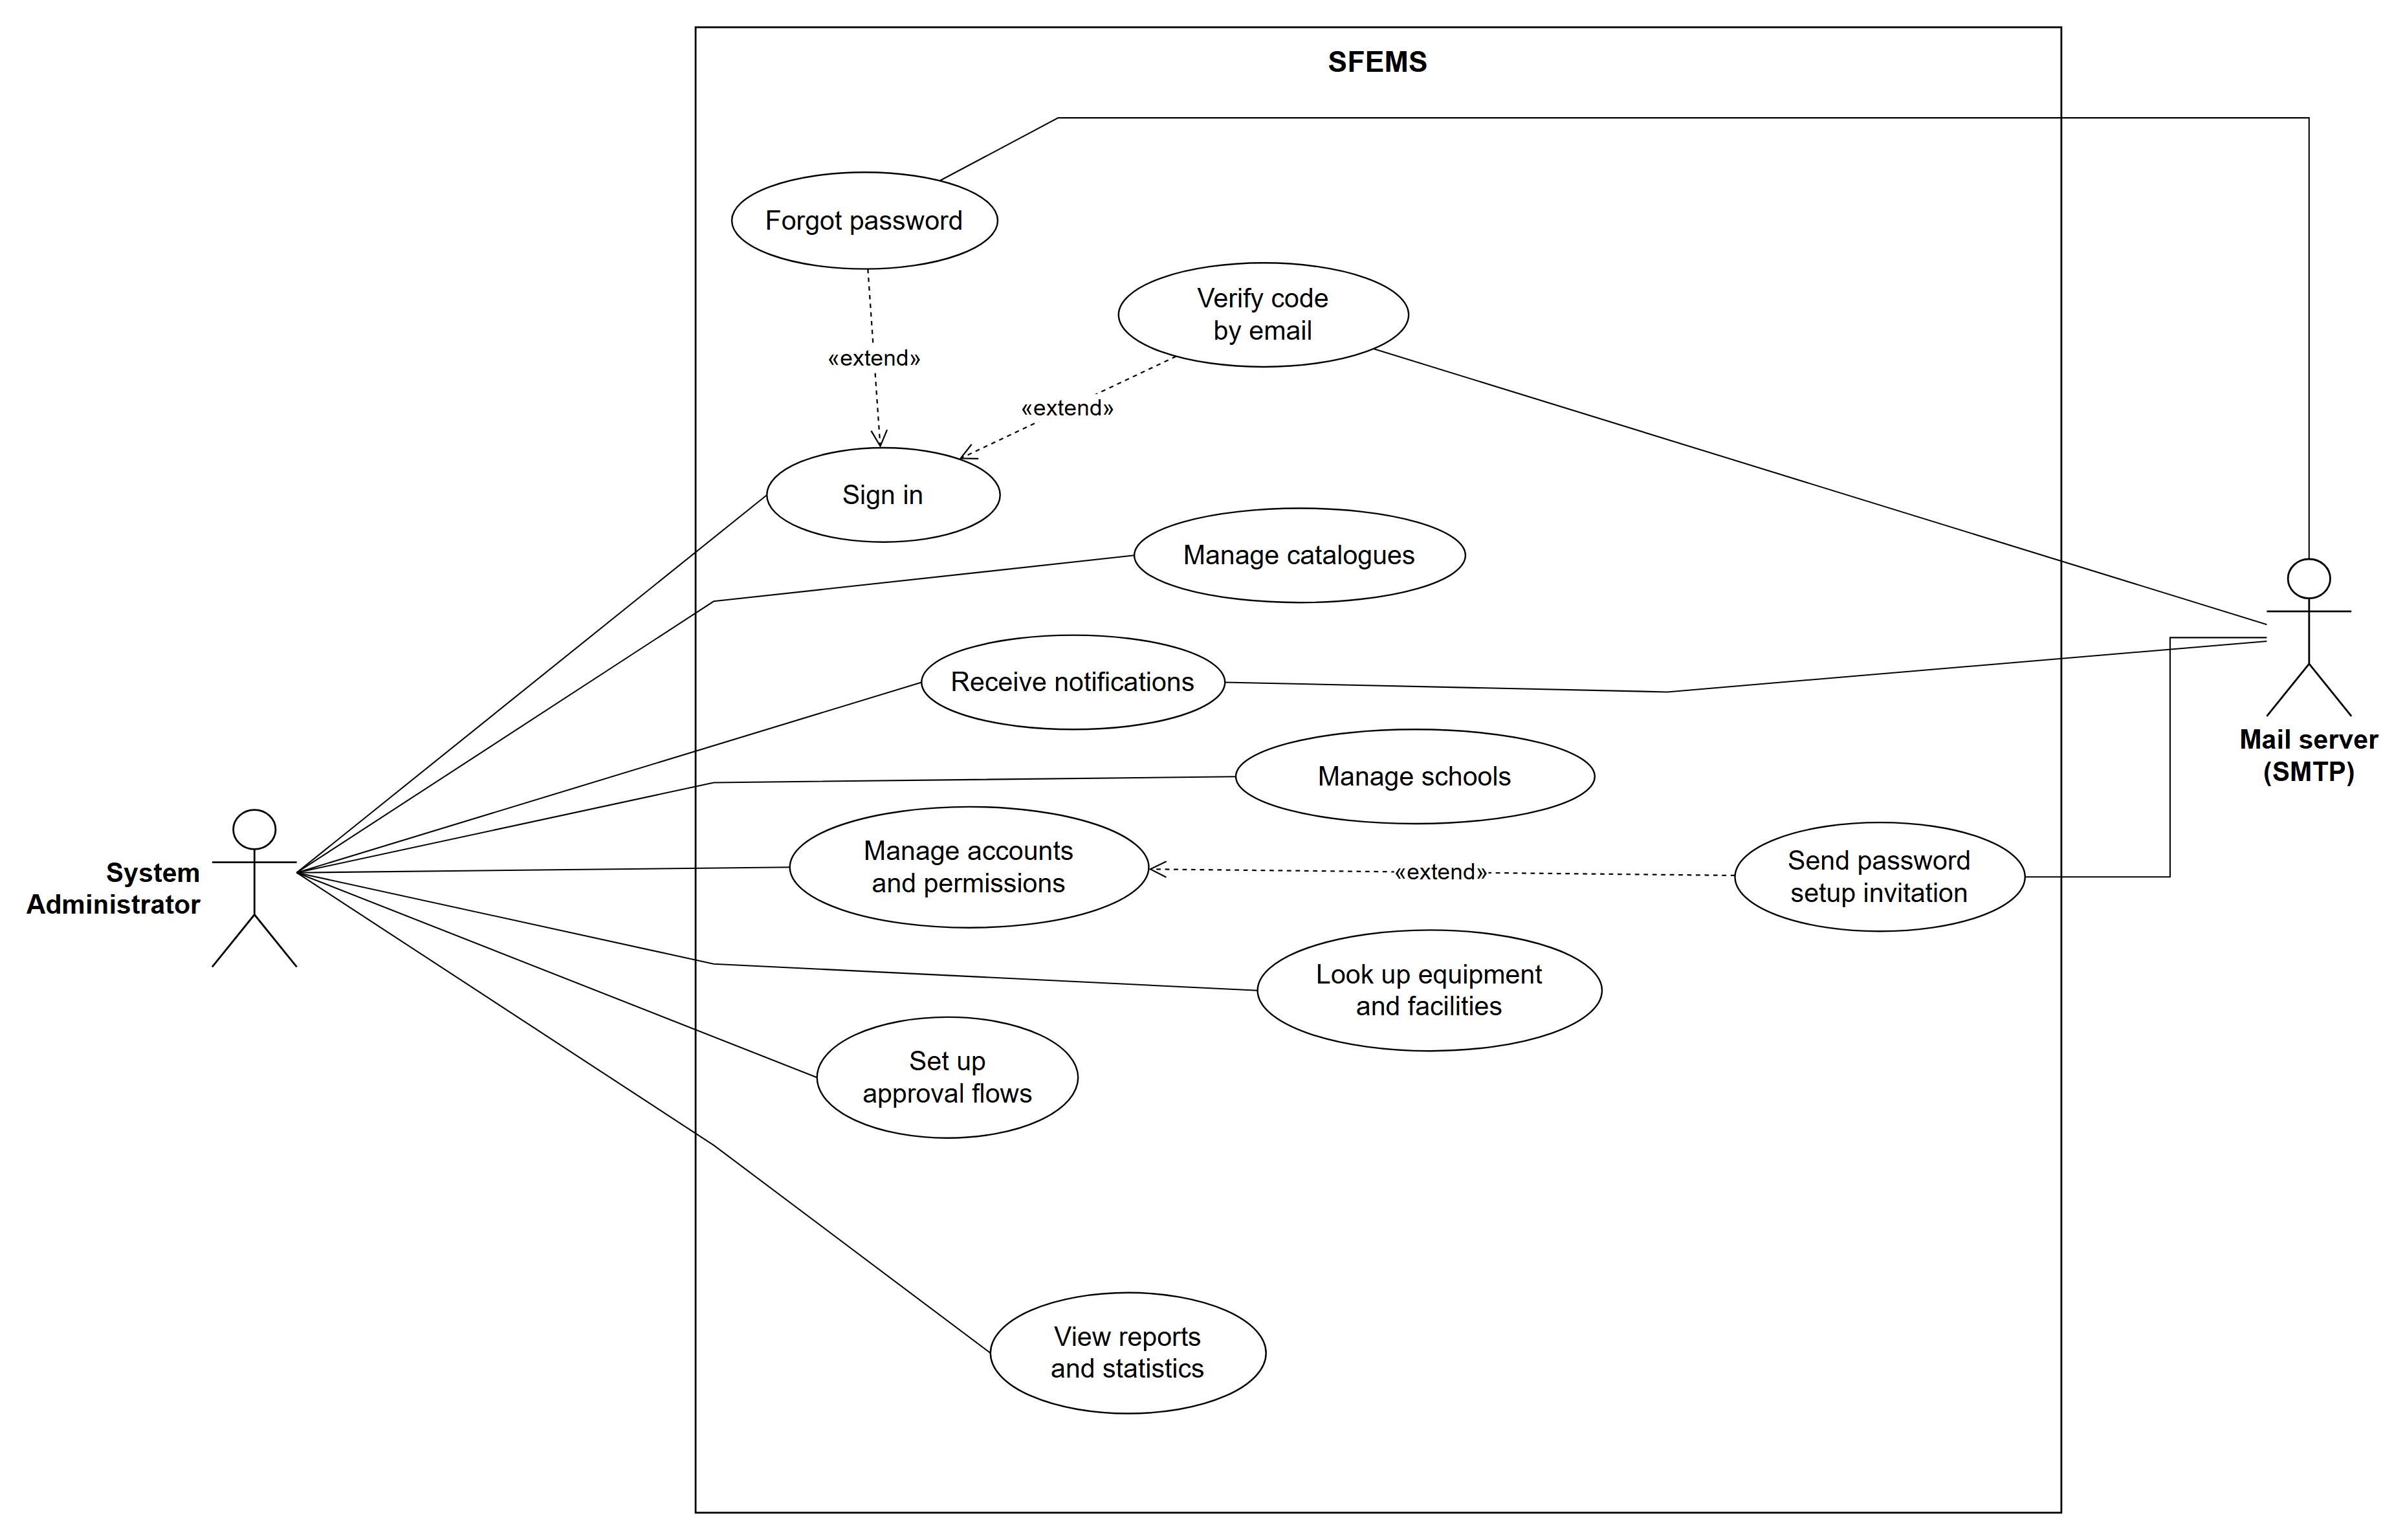 SFEMS
Forgot password
Verify code
by email
«extend»
«extend»
Sign in
Manage catalogues
Receive notifications
Mail server
(SMTP)
Manage schools
System
Administrator
Manage accounts
and permissions
«extend»
Send password
setup invitation
Look up equipment
and facilities
Set up
approval flows
View reports
and statistics